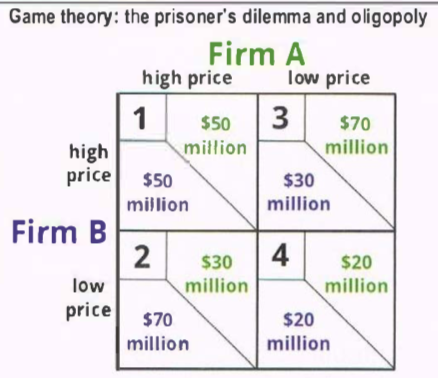 Game theory: the prisoner's dilemma and oligopoly
Firm A
high price low price
1 $50 million 3 $70 million
high price
$50 million $30 million
Firm B
2 $30 million 4 $20 million
low price
$70 million $20 million